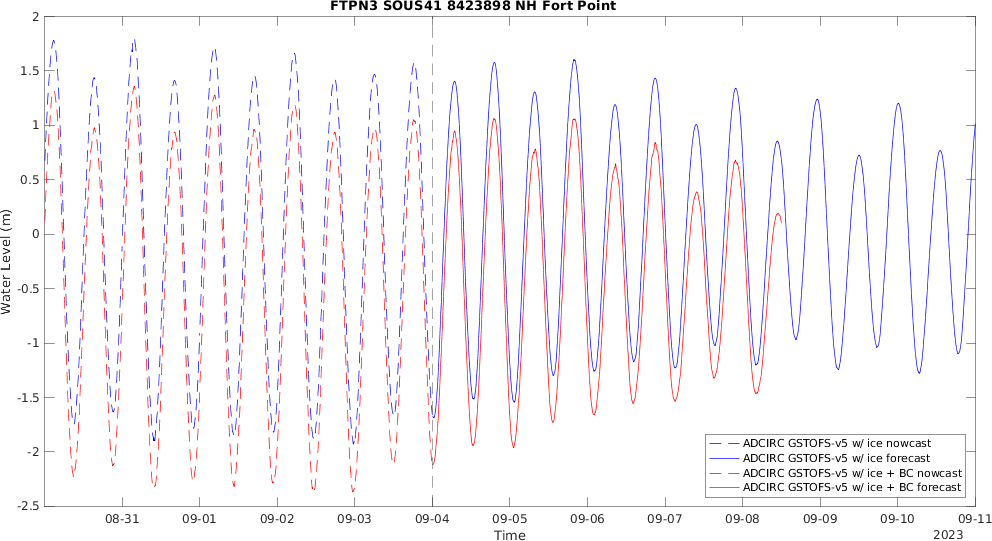 FTPN3 SOUS41 8423898 NH Fort Point
2
1.5
1
0.5
0
-0.5
-1
-1.5
-2
-2.5
Water Level (m)
ADCIRC GSTOFS-v5 w/ ice nowcast
ADCIRC GSTOFS-v5 w/ ice forecast
ADCIRC GSTOFS-v5 w/ ice + BC nowcast
ADCIRC GSTOFS-v5 w/ ice + BC forecast
08-31 09-01 09-02 09-03 09-04 09-05 09-06 09-07 09-08 09-09 09-10 09-11
Time 2023